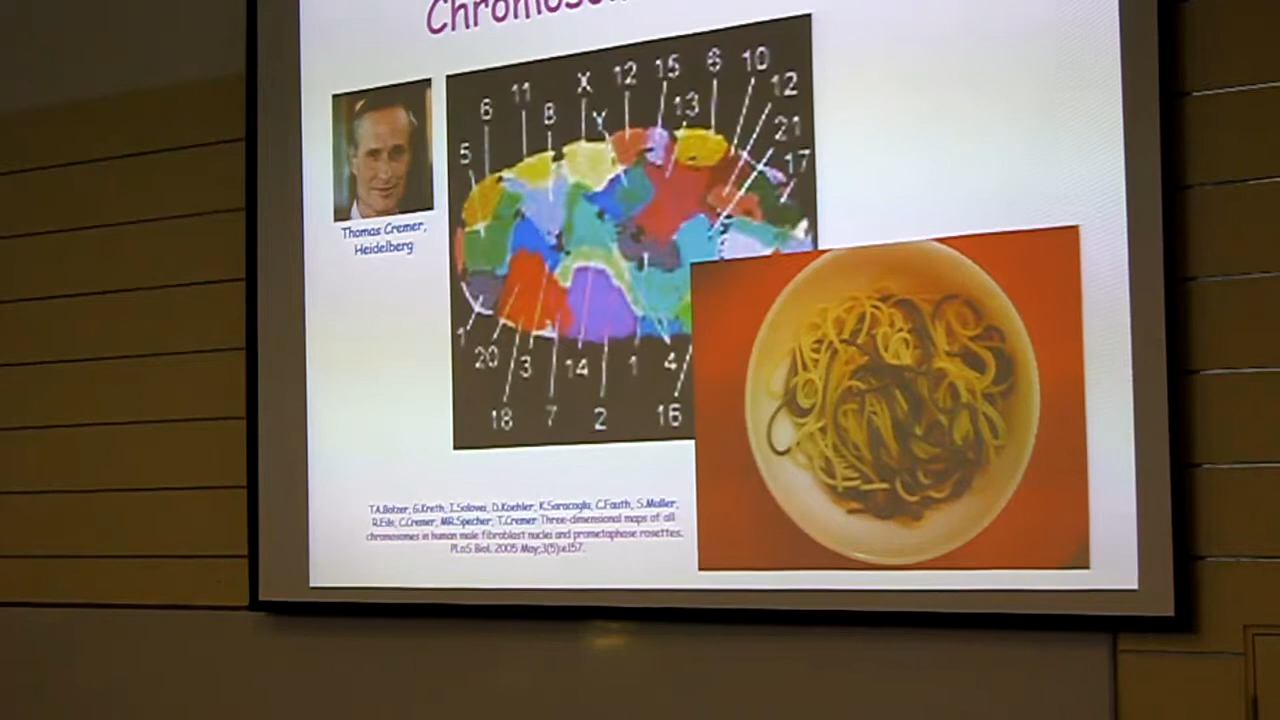 Chromoso
6 11 8 X 12 15 6 10
5 Y 13 12
21
17
Thomas Cremer,
Heidelberg
1 20 3 14 1 4
18 7 2 16
T.A.Bolzer, G.Kreth, I.Solovei, D.Koehler, K.Saracoglu, C.Fauth, S.Muller,
R.Eils, C.Cremer, MR.Speicher, T.Cremer Three-dimensional maps of all
chromosomes in human male fibroblast nuclei and prometaphase rosettes.
PLoS Biol. 2005 May;3(5):e157.